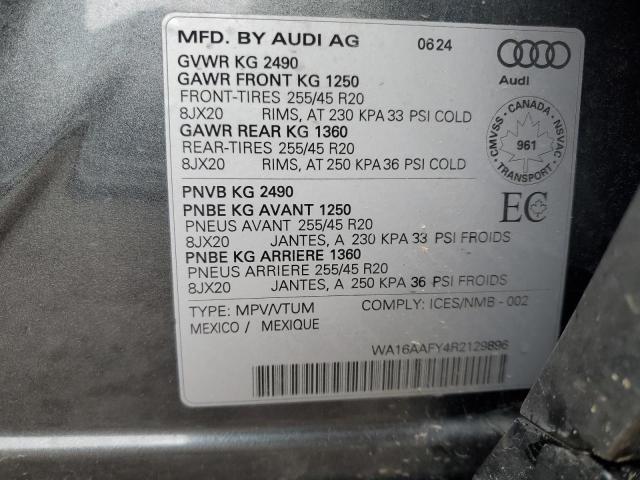 MFD. BY AUDI AG 0624
GVWR KG 2490
GAWR FRONT KG 1250
Audi
FRONT-TIRES 255/45 R20
8JX20 RIMS, AT 230 KPA 33 PSI COLD
GAWR REAR KG 1360
REAR-TIRES 255/45 R20
8JX20 RIMS, AT 250 KPA 36 PSI COLD
CMVSS - CANADA - NSVAC
961
TRANSPORT
PNVB KG 2490
PNBE KG AVANT 1250
PNEUS AVANT 255/45 R20
8JX20 JANTES, A 230 KPA 33 PSI FROIDS
PNBE KG ARRIERE 1360
PNEUS ARRIERE 255/45 R20
8JX20 JANTES, A 250 KPA 36 PSI FROIDS
EC
TYPE: MPV/VTUM COMPLY: ICES/NMB - 002
MEXICO / MEXIQUE
WA16AAFY4R2129896